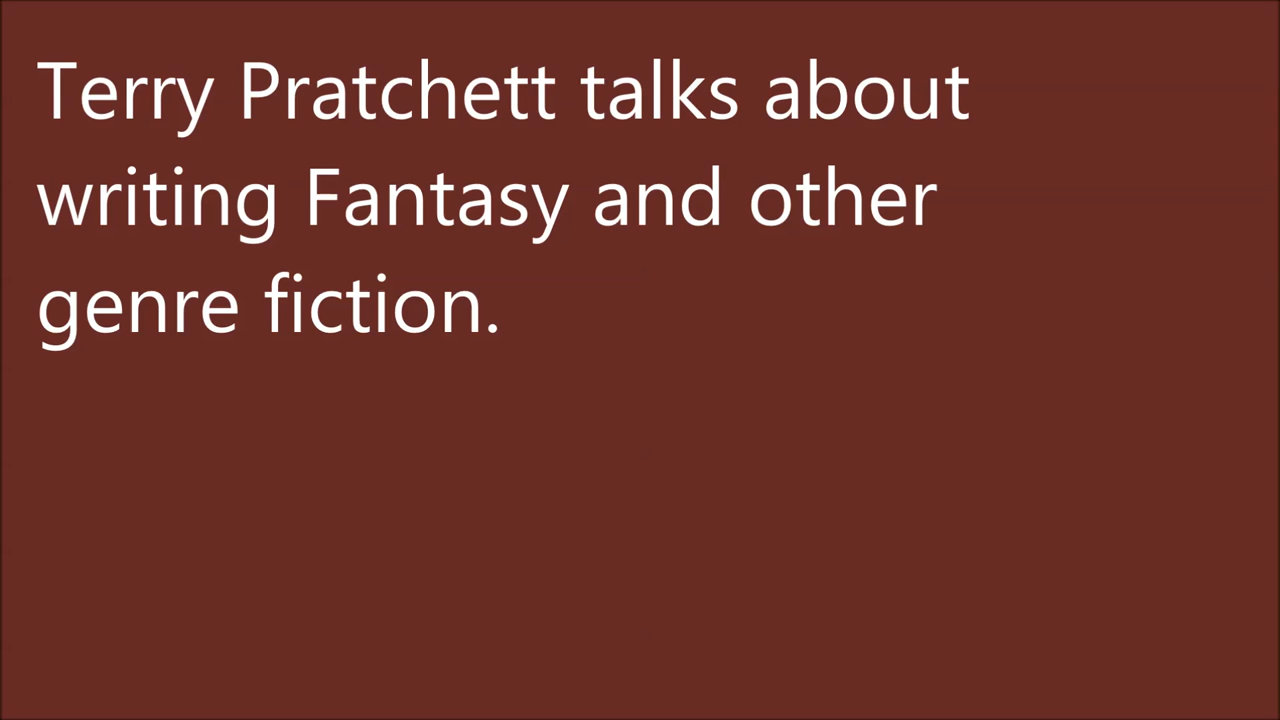 Terry Pratchett talks about
writing Fantasy and other
genre fiction.